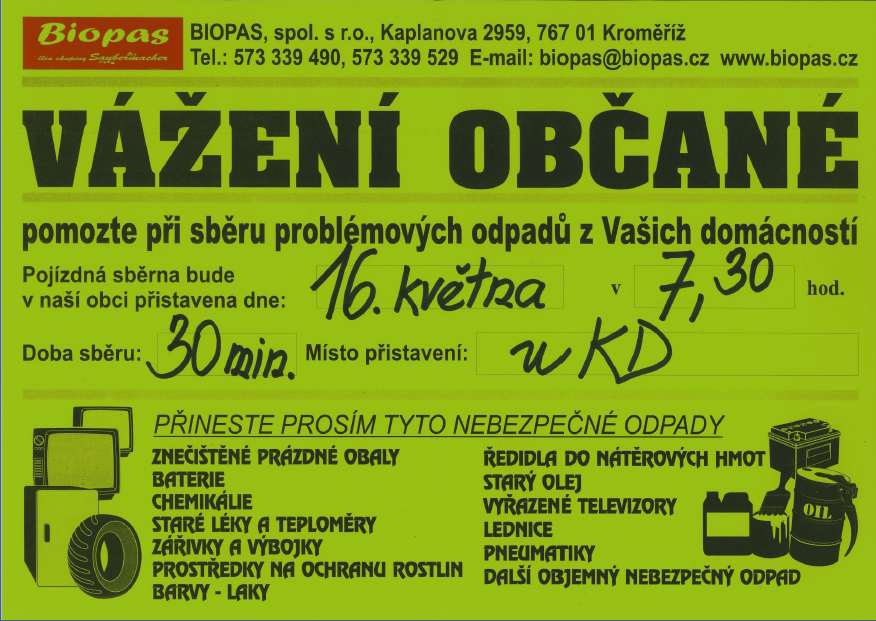 Biopas
člen skupiny Saubermacher
BIOPAS, spol. s r.o., Kaplanova 2959, 767 01 Kroměříž
Tel.: 573 339 490, 573 339 529 E-mail: biopas@biopas.cz www.biopas.cz
VÁŽENÍ OBČANÉ
pomozte při sběru problémových odpadů z Vašich domácností
Pojízdná sběrna bude
v naší obci přistavena dne: 16. května v 7,30 hod.
Doba sběru: 30 min. Místo přistavení: u KD
PŘINESTE PROSÍM TYTO NEBEZPEČNÉ ODPADY
ZNEČIŠTĚNÉ PRÁZDNÉ OBALY
BATERIE
CHEMIKÁLIE
STARÉ LÉKY A TEPLOMĚRY
ZÁŘIVKY A VÝBOJKY
PROSTŘEDKY NA OCHRANU ROSTLIN
BARVY - LAKY
ŘEDIDLA DO NÁTĚROVÝCH HMOT
STARÝ OLEJ
VYŘAZENÉ TELEVIZORY
LEDNICE
PNEUMATIKY
DALŠÍ OBJEMNÝ NEBEZPEČNÝ ODPAD
OIL